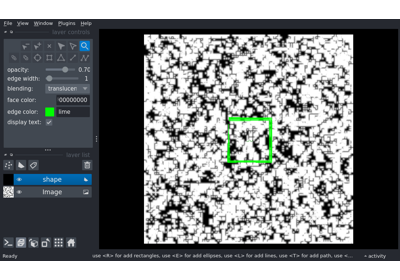 File View Window Plugins Help
layer controls
opacity: 0.70
edge width: 1
blending: translucen
face color: 00000000
edge color: lime
display text:
layer list
shape
Image
Ready use <R> for add rectangles, use <E> for add ellipses, use <L> for add lines, use <T> for add path, use <... activity